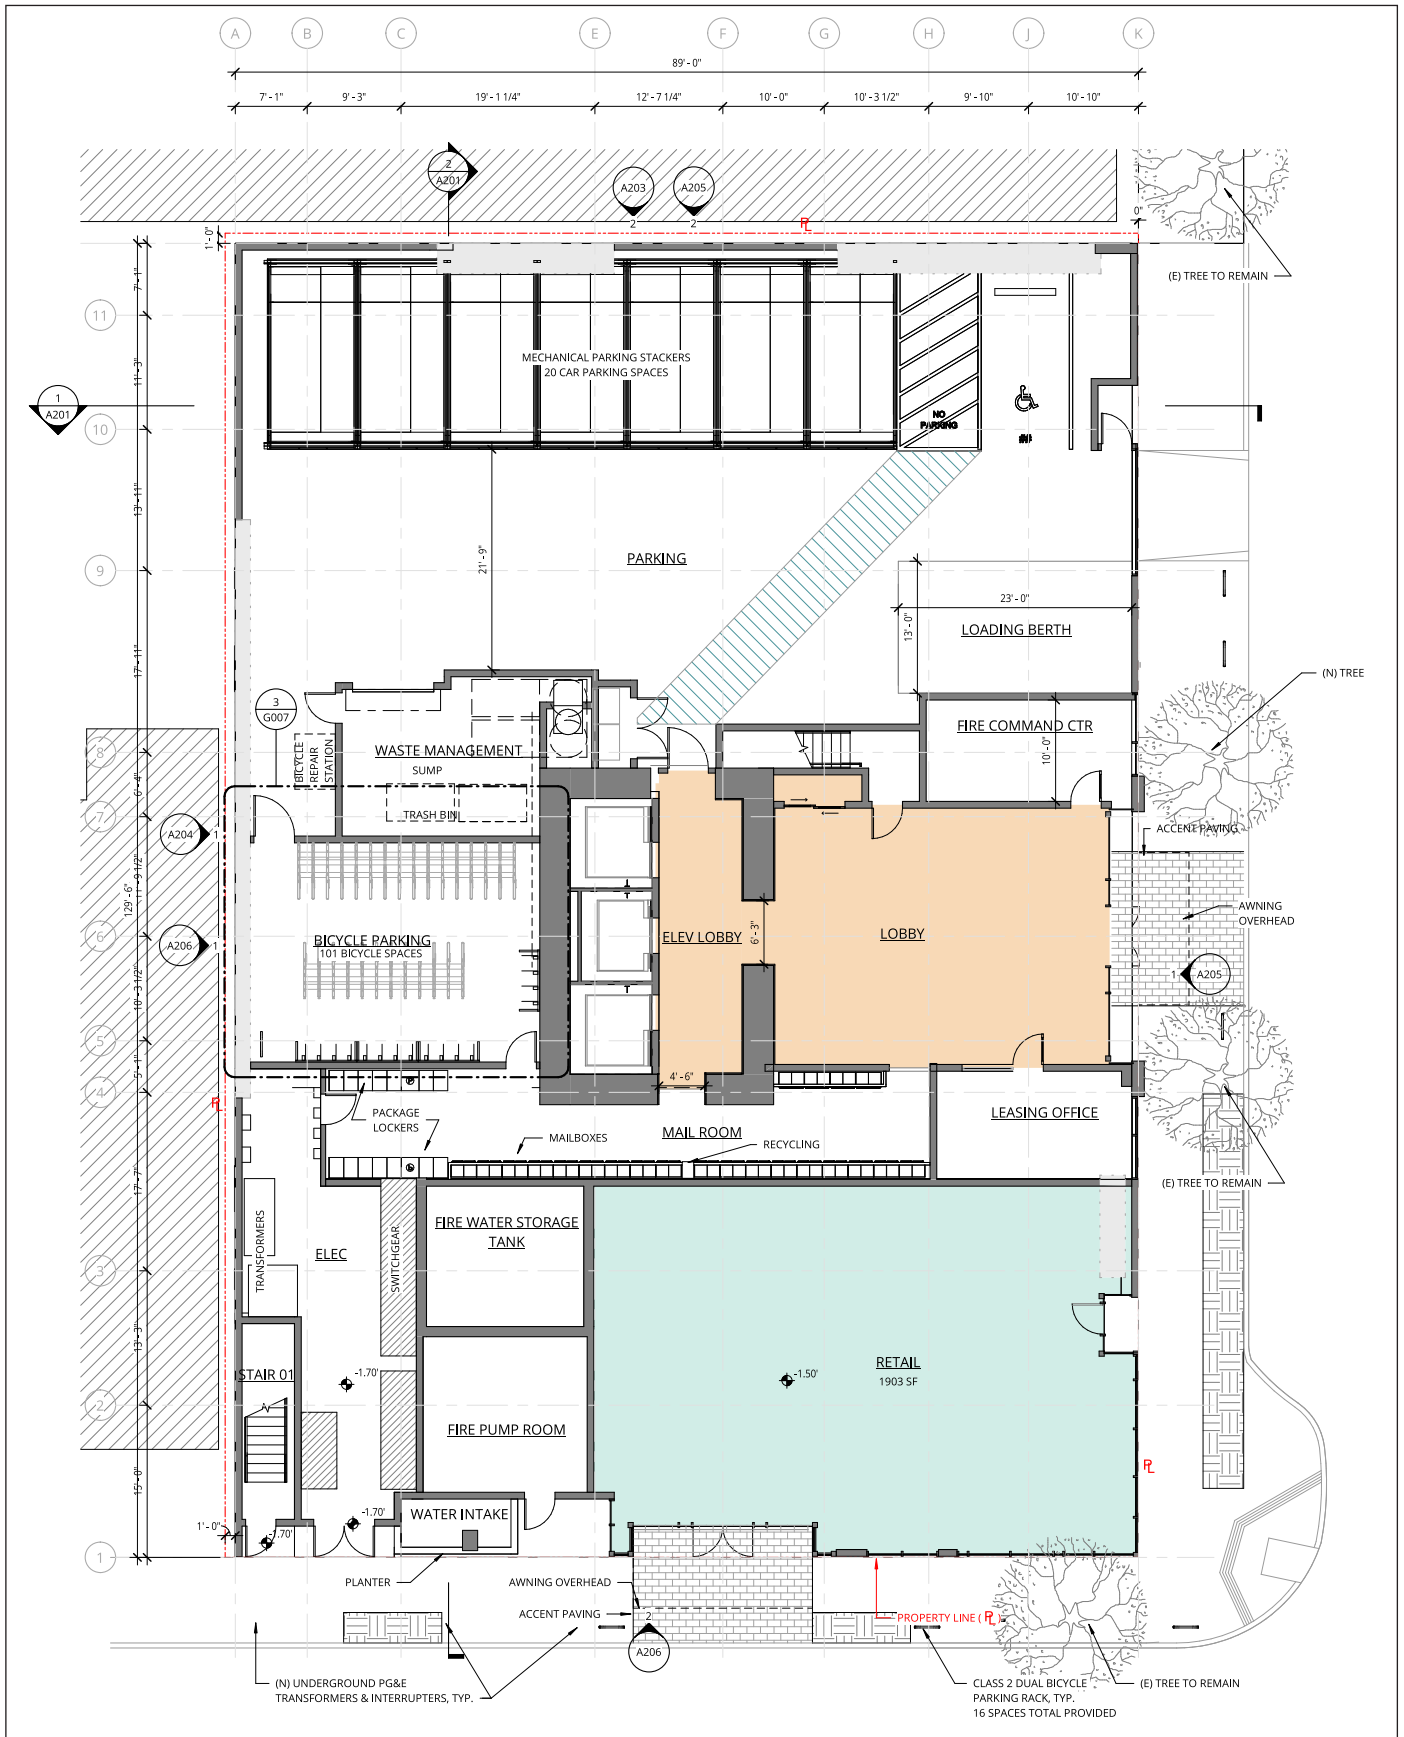 A
B
C
E
F
G
H
J
K
89' - 0"
7' - 1"
9' - 3"
19' - 1 1/4"
12' - 7 1/4"
10' - 0"
10' - 3 1/2"
9' - 10"
10' - 10"
2
A201
A203
2
A205
2
PL
0"
1' - 0"
(E) TREE TO REMAIN
7' - 1"
11
MECHANICAL PARKING STACKERS
20 CAR PARKING SPACES
11' - 3"
1
A201
NO
PARKING
10
13' - 11"
21' - 9"
PARKING
9
23' - 0"
13' - 0"
LOADING BERTH
17' - 11"
(N) TREE
3
G007
FIRE COMMAND CTR
10' - 0"
8
BICYCLE
REPAIR
STATION
WASTE MANAGEMENT
SUMP
6' - 4"
TRASH BIN
7
A204
1
ACCENT PAVING
129' - 6"
11' - 9 1/2"
AWNING
OVERHEAD
6
A206
1
BICYCLE PARKING
101 BICYCLE SPACES
ELEV LOBBY
6' - 3"
LOBBY
1
A205
10' - 3 1/2"
5
5' - 1"
4' - 6"
4
PL
PACKAGE
LOCKERS
MAILBOXES
MAIL ROOM
RECYCLING
LEASING OFFICE
17' - 7"
(E) TREE TO REMAIN
TRANSFORMERS
ELEC
SWITCHGEAR
FIRE WATER STORAGE
TANK
3
13' - 3"
STAIR 01
-1.70'
-1.50'
RETAIL
1903 SF
2
FIRE PUMP ROOM
PL
15' - 0"
1' - 0"
-1.70'
-1.70'
WATER INTAKE
1
PLANTER
AWNING OVERHEAD
ACCENT PAVING
2
A206
PROPERTY LINE ( PL )
(N) UNDERGROUND PG&E
TRANSFORMERS & INTERRUPTERS, TYP.
CLASS 2 DUAL BICYCLE
PARKING RACK, TYP.
16 SPACES TOTAL PROVIDED
(E) TREE TO REMAIN